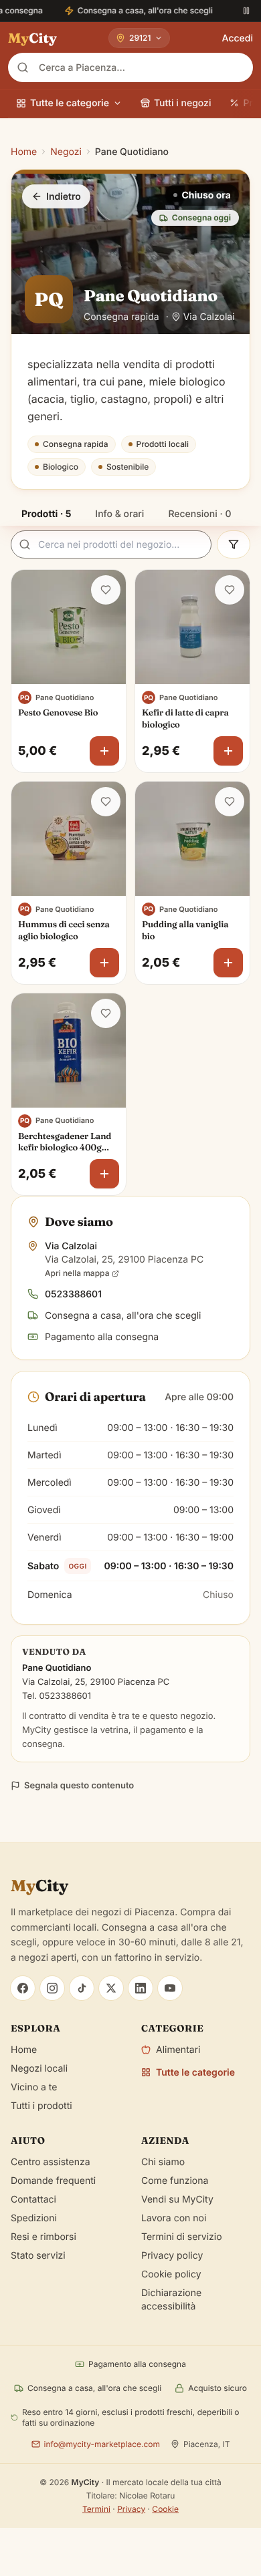 a consegna
Consegna a casa, all'ora che scegli
MyCity
29121
Accedi
Cerca a Piacenza...
Tutte le categorie
Tutti i negozi
Home > Negozi > Pane Quotidiano
Indietro
Chiuso ora
Consegna oggi
PQ
Pane Quotidiano
Consegna rapida · Via Calzolai
specializzata nella vendita di prodotti
alimentari, tra cui pane, miele biologico
(acacia, tiglio, castagno, propoli) e altri
generi.
Consegna rapida
Prodotti locali
Biologico
Sostenibile
Prodotti · 5
Info & orari
Recensioni · 0
Cerca nei prodotti del negozio...
PQ Pane Quotidiano
Pesto Genovese Bio
5,00 €
PQ Pane Quotidiano
Kefir di latte di capra
biologico
2,95 €
PQ Pane Quotidiano
Hummus di ceci senza
aglio biologico
2,95 €
PQ Pane Quotidiano
Pudding alla vaniglia
bio
2,05 €
BIO
KEFIR
PQ Pane Quotidiano
Berchtesgadener Land
kefir biologico 400g...
2,05 €
Dove siamo
Via Calzolai
Via Calzolai, 25, 29100 Piacenza PC
Apri nella mappa
0523388601
Consegna a casa, all'ora che scegli
Pagamento alla consegna
Orari di apertura
Apre alle 09:00
Lunedì 09:00 – 13:00 · 16:30 – 19:30
Martedì 09:00 – 13:00 · 16:30 – 19:30
Mercoledì 09:00 – 13:00 · 16:30 – 19:30
Giovedì 09:00 – 13:00
Venerdì 09:00 – 13:00 · 16:30 – 19:00
Sabato OGGI 09:00 – 13:00 · 16:30 – 19:30
Domenica Chiuso
VENDUTO DA
Pane Quotidiano
Via Calzolai, 25, 29100 Piacenza PC
Tel. 0523388601
Il contratto di vendita è tra te e questo negozio.
MyCity gestisce la vetrina, il pagamento e la
consegna.
Segnala questo contenuto
MyCity
Il marketplace dei negozi di Piacenza. Compra dai
commercianti locali. Consegna a casa all'ora che
scegli, oppure veloce in 30-60 minuti, dalle 8 alle 21,
a negozi aperti, con un fattorino in servizio.
ESPLORA
Home
Negozi locali
Vicino a te
Tutti i prodotti
CATEGORIE
Alimentari
Tutte le categorie
AIUTO
Centro assistenza
Domande frequenti
Contattaci
Spedizioni
Resi e rimborsi
Stato servizi
AZIENDA
Chi siamo
Come funziona
Vendi su MyCity
Lavora con noi
Termini di servizio
Privacy policy
Cookie policy
Dichiarazione
accessibilità
Pagamento alla consegna
Consegna a casa, all'ora che scegli
Acquisto sicuro
Reso entro 14 giorni, esclusi i prodotti freschi, deperibili o
fatti su ordinazione
info@mycity-marketplace.com
Piacenza, IT
© 2026 MyCity · Il mercato locale della tua città
Titolare: Nicolae Rotaru
Termini · Privacy · Cookie